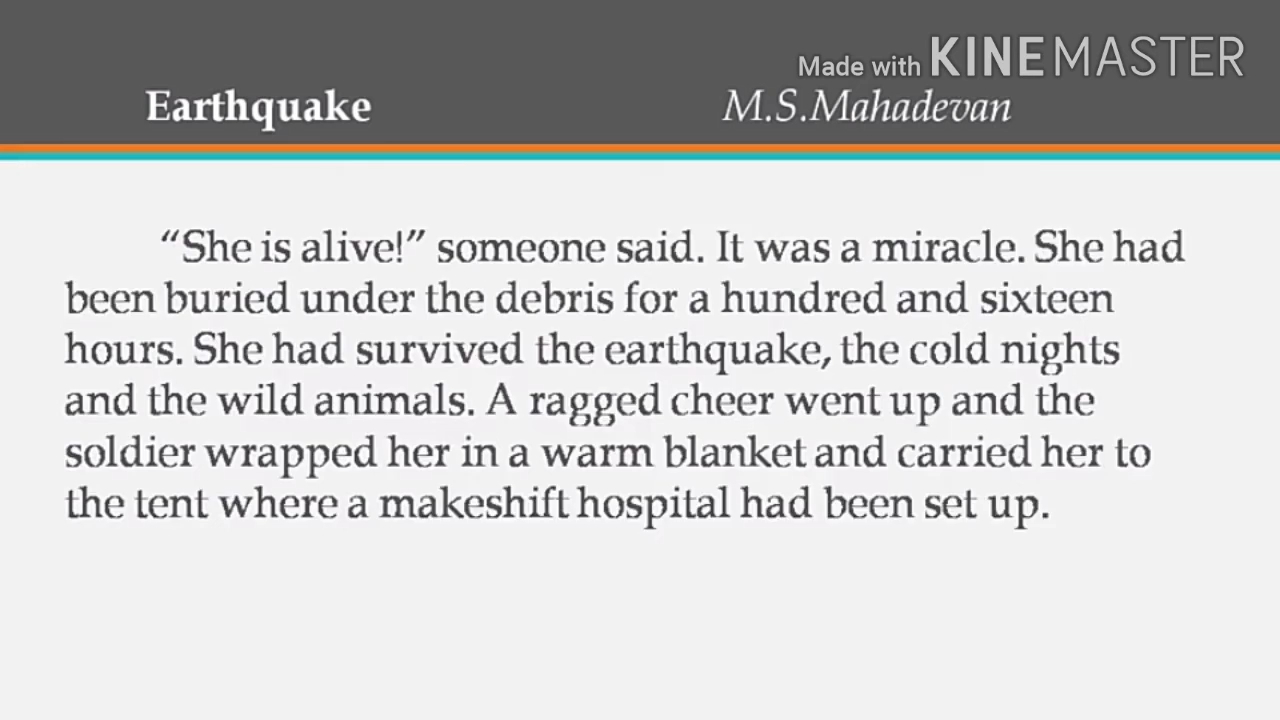 Made with KINEMASTER
Earthquake M.S.Mahadevan
“She is alive!” someone said. It was a miracle. She had
been buried under the debris for a hundred and sixteen
hours. She had survived the earthquake, the cold nights
and the wild animals. A ragged cheer went up and the
soldier wrapped her in a warm blanket and carried her to
the tent where a makeshift hospital had been set up.